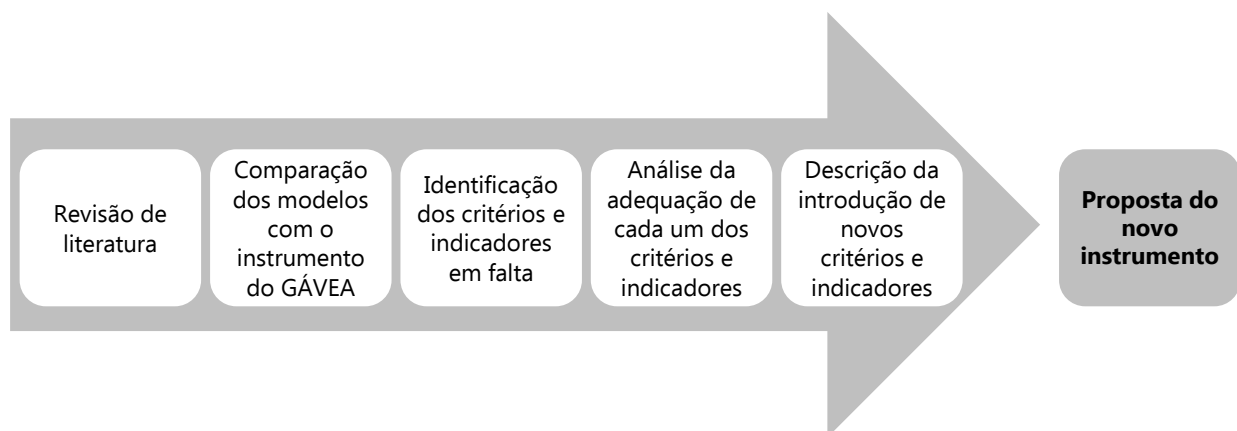 Revisão de
literatura
Comparação
dos modelos
com o
instrumento
do GÁVEA
Identificação
dos critérios e
indicadores
em falta
Análise da
adequação de
cada um dos
critérios e
indicadores
Descrição da
introdução de
novos
critérios e
indicadores
Proposta do
novo
instrumento